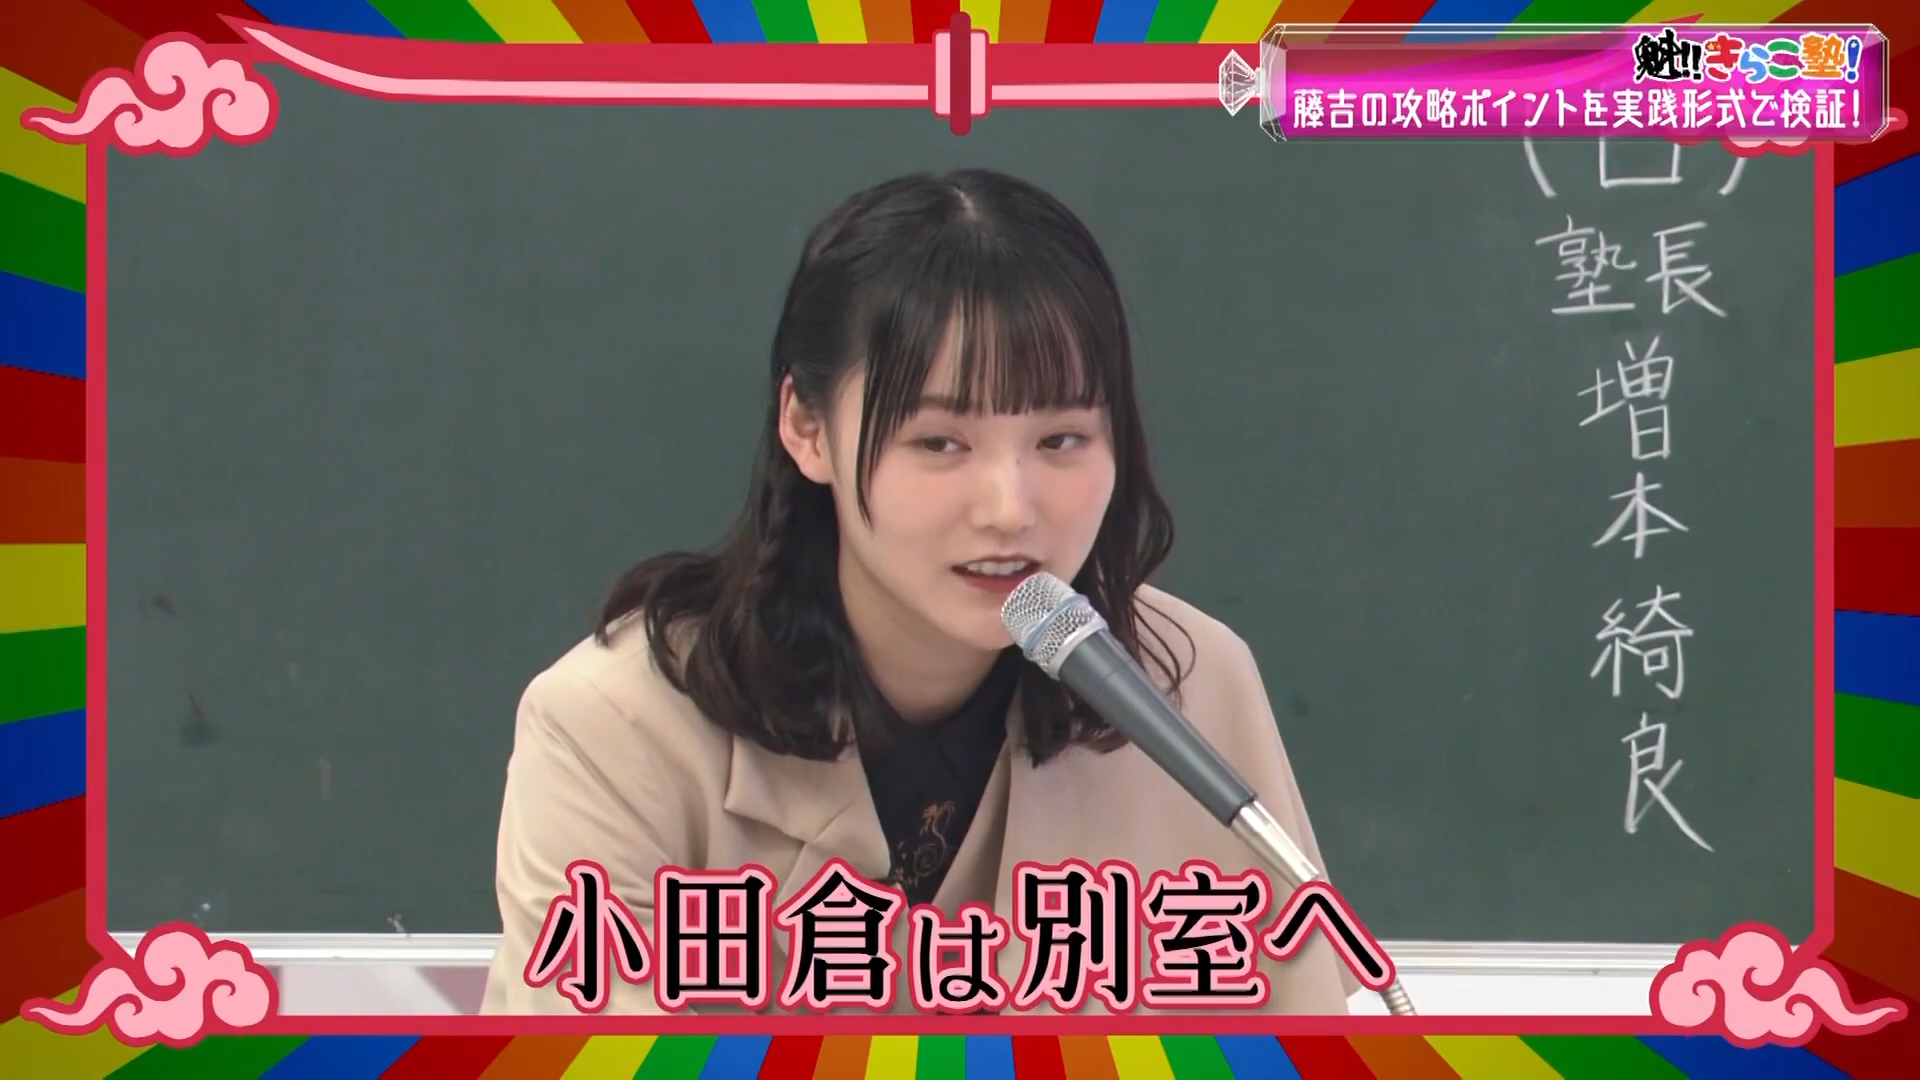 魁!!きらこ塾!
藤吉の攻略ポイントを実践形式で検証!
塾長
増本綺良
小田倉は別室へ